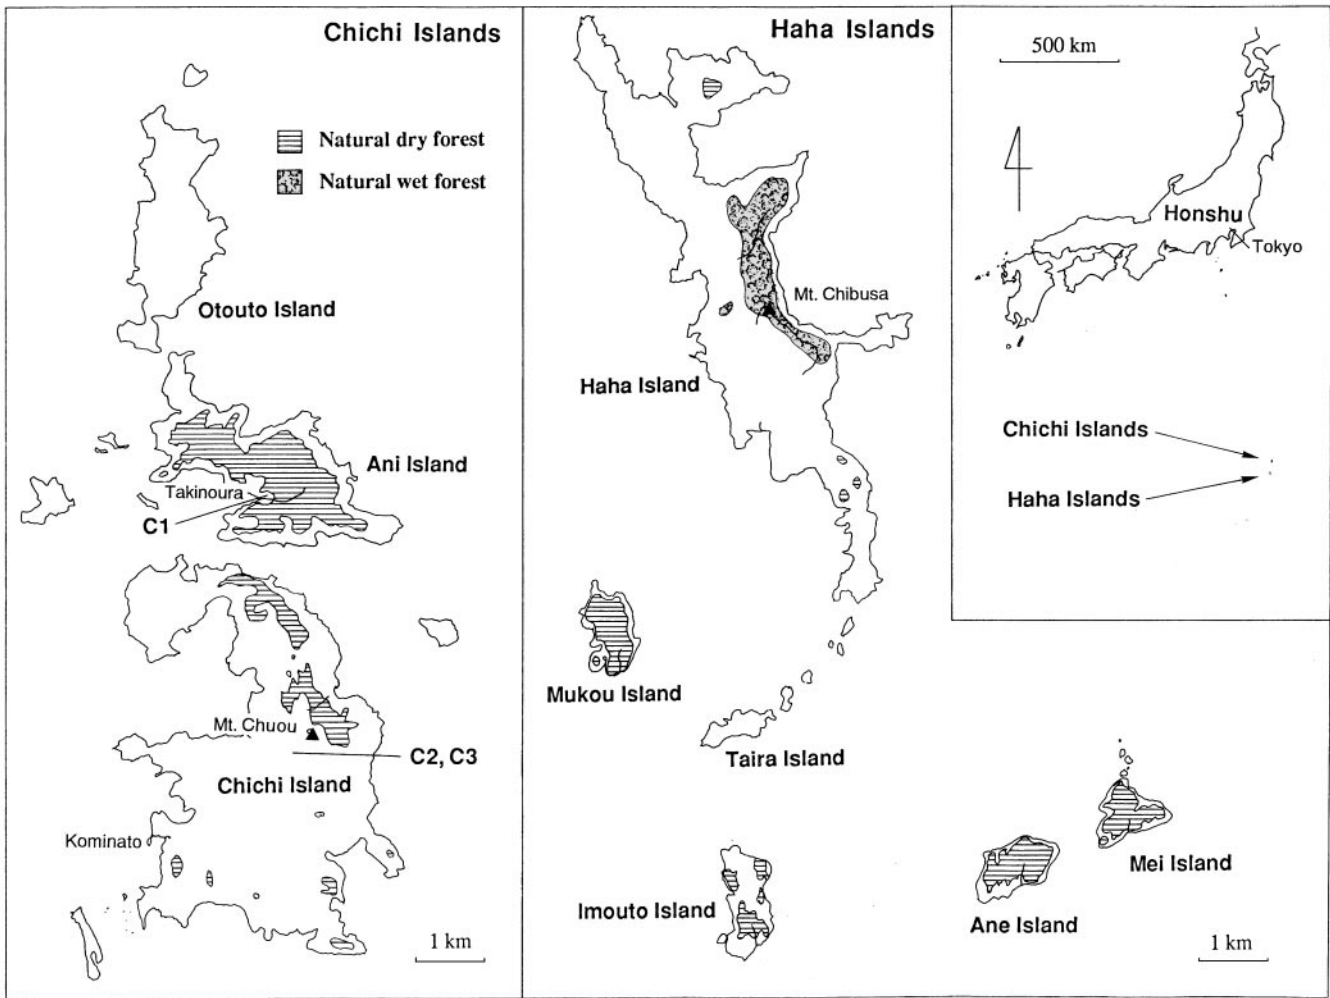 Chichi Islands
Natural dry forest
Natural wet forest
Otouto Island
Ani Island
Takinoura
C1
Mt. Chuou
C2, C3
Chichi Island
Kominato
1 km
Haha Islands
Mt. Chibusa
Haha Island
Mukou Island
Taira Island
Imouto Island
Ane Island
Mei Island
1 km
500 km
Honshu
Tokyo
Chichi Islands
Haha Islands